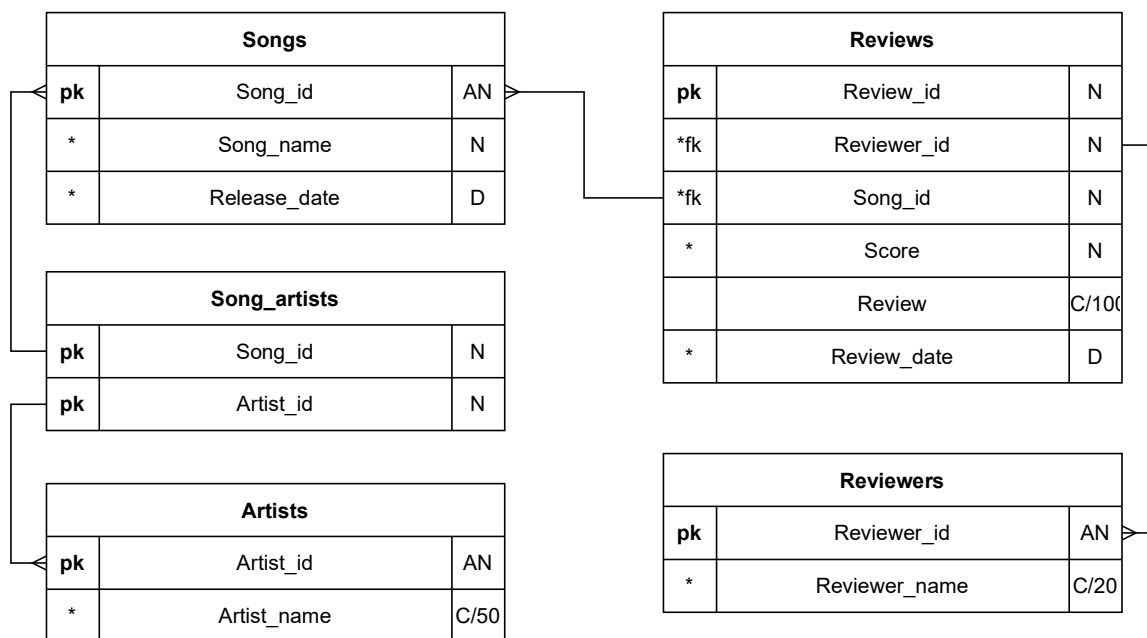 Songs
pk Song_id AN
* Song_name N
* Release_date D
Song_artists
pk Song_id N
pk Artist_id N
Artists
pk Artist_id AN
* Artist_name C/50
Reviews
pk Review_id N
*fk Reviewer_id N
*fk Song_id N
* Score N
Review C/100
* Review_date D
Reviewers
pk Reviewer_id AN
* Reviewer_name C/20